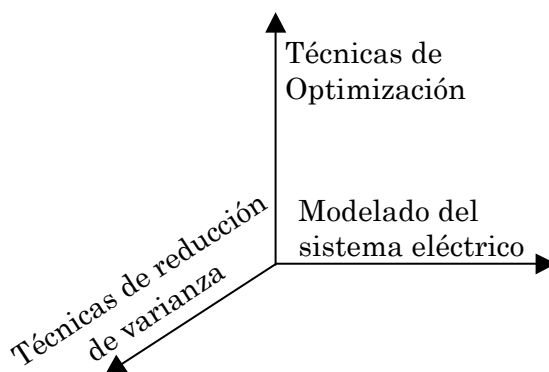 Técnicas de
Optimización
Modelado del
sistema eléctrico
Técnicas de reducción
de varianza